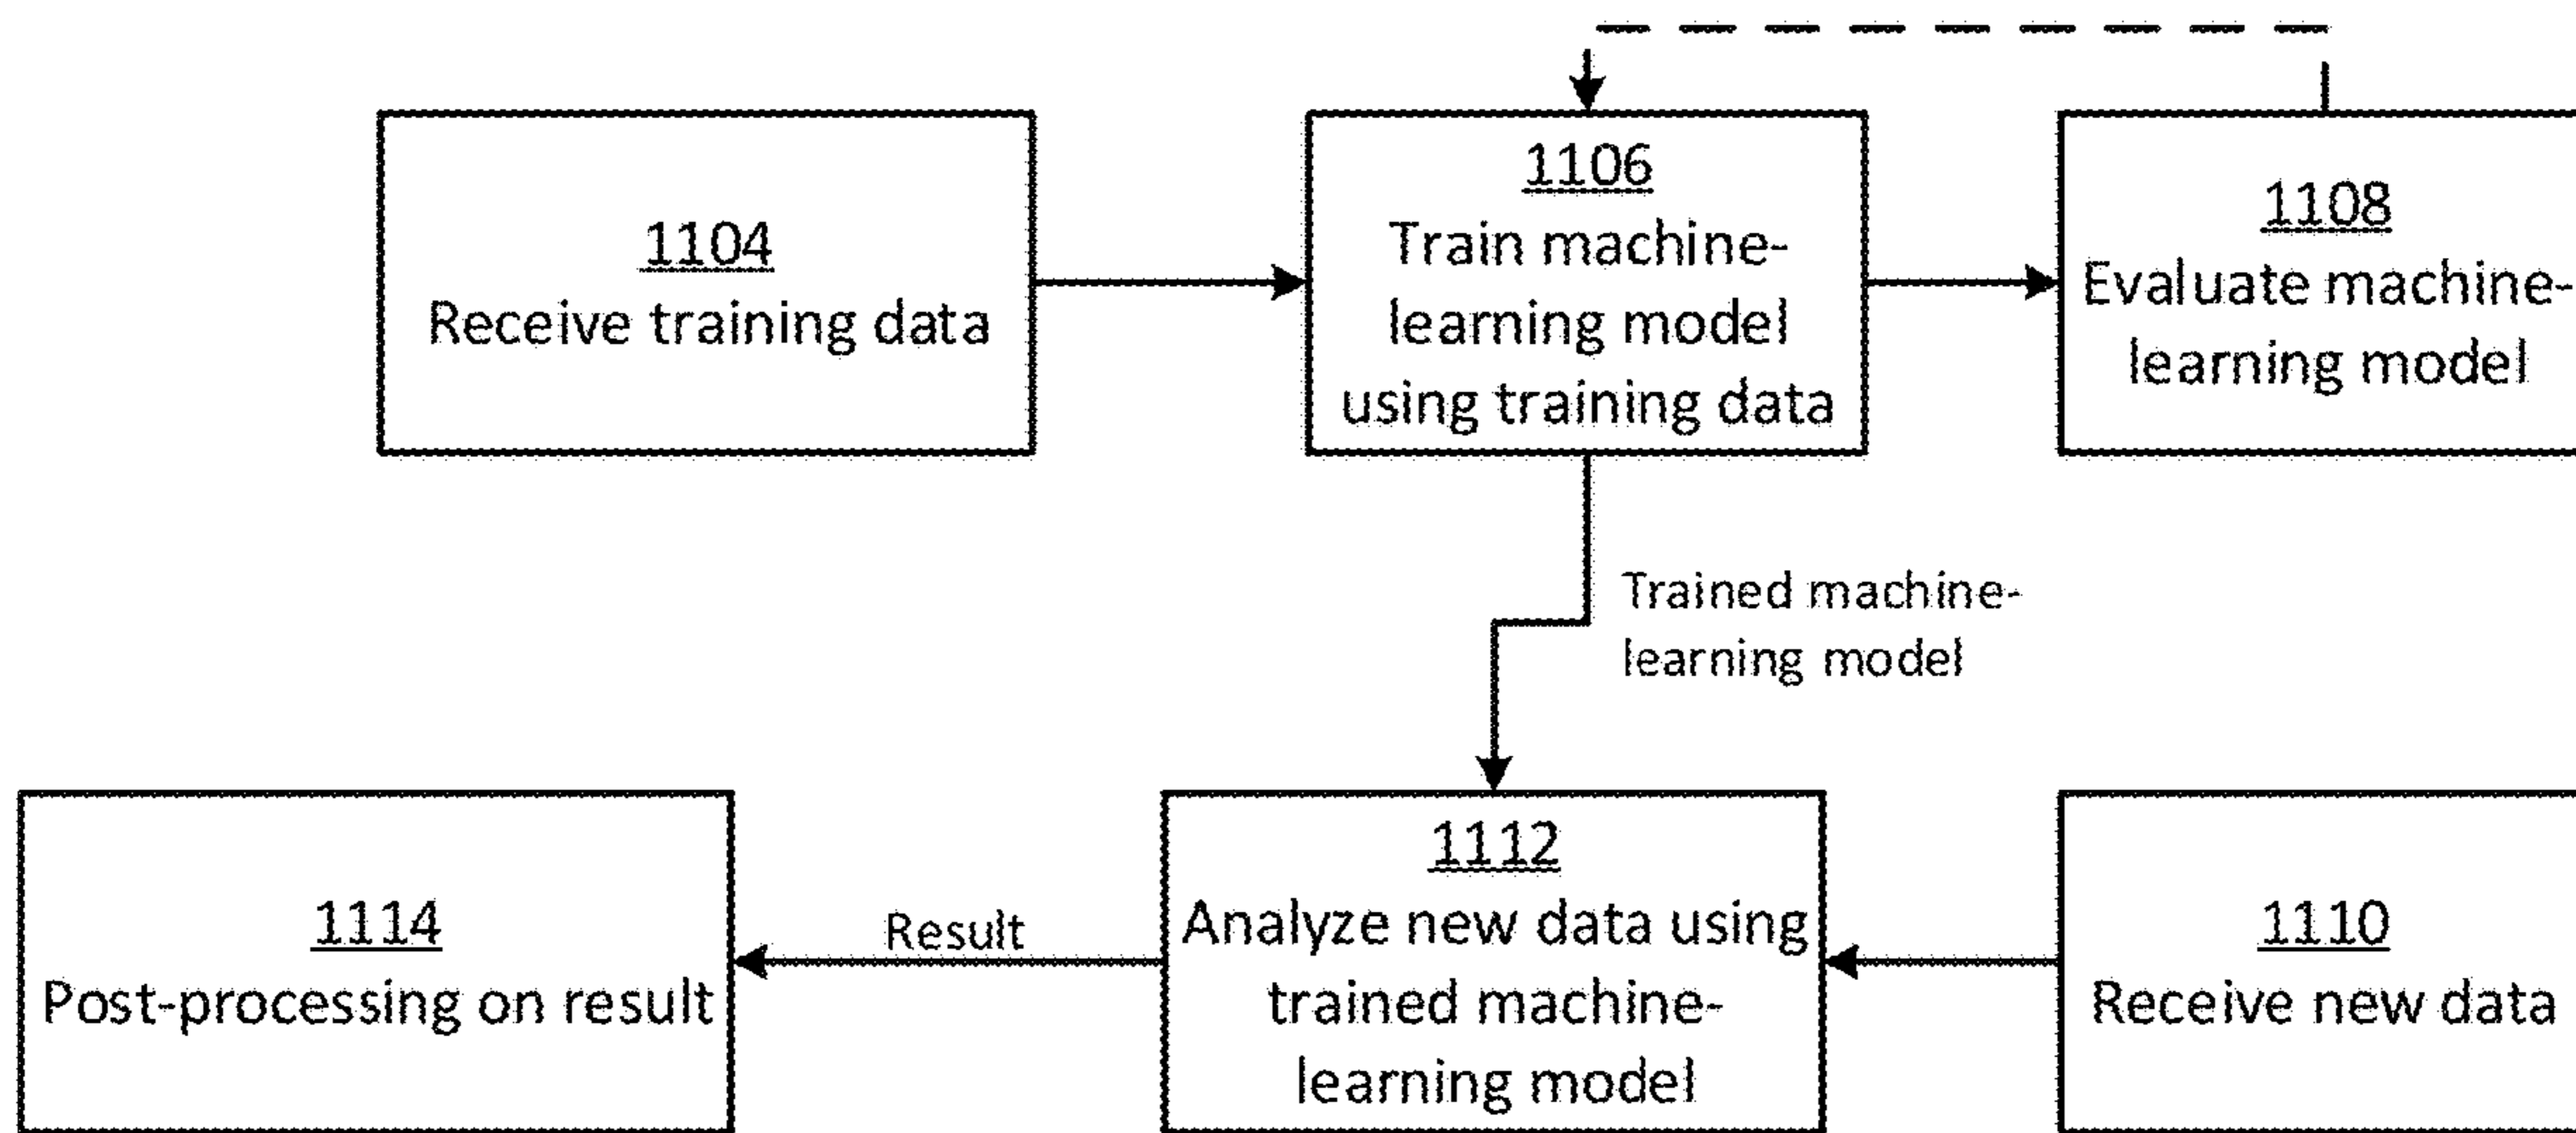 1104
Receive training data
1106
Train machine-
learning model
using training data
1108
Evaluate machine-
learning model
Trained machine-
learning model
1114
Post-processing on result
Result
1112
Analyze new data using
trained machine-
learning model
1110
Receive new data